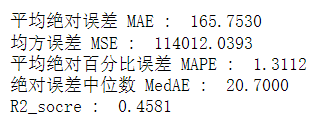 平均绝对误差 MAE :  165.7530
均方误差 MSE :  114012.0393
平均绝对百分比误差 MAPE :  1.3112
绝对误差中位数 MedAE :  20.7000
R2_socre :  0.4581